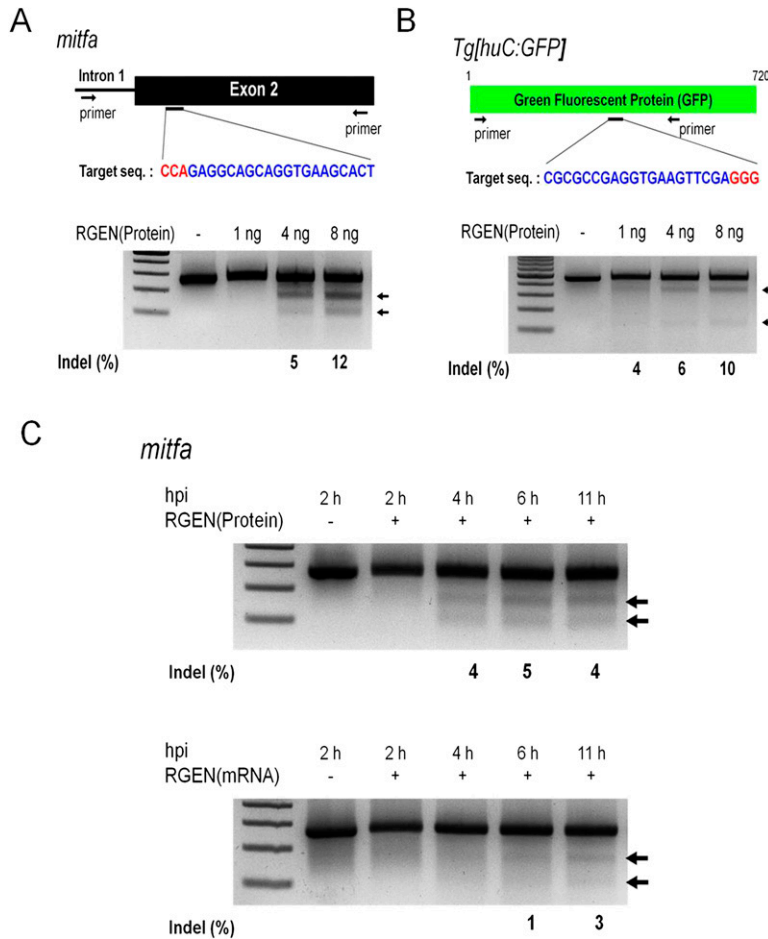 A
mitfa
Intron 1
Exon 2
primer
primer
Target seq. : CCAGAGGCAGCAGGTGAAGCACT
RGEN(Protein) - 1 ng 4 ng 8 ng
Indel (%) 5 12
B
Tg[huC:GFP]
1 720
Green Fluorescent Protein (GFP)
primer primer
Target seq. : CGCGCCGAGGTGAAGTTCGAGGG
RGEN(Protein) - 1 ng 4 ng 8 ng
Indel (%) 4 6 10
C
mitfa
hpi 2 h 2 h 4 h 6 h 11 h
RGEN(Protein) - + + + +
Indel (%) 4 5 4
hpi 2 h 2 h 4 h 6 h 11 h
RGEN(mRNA) - + + + +
Indel (%) 1 3